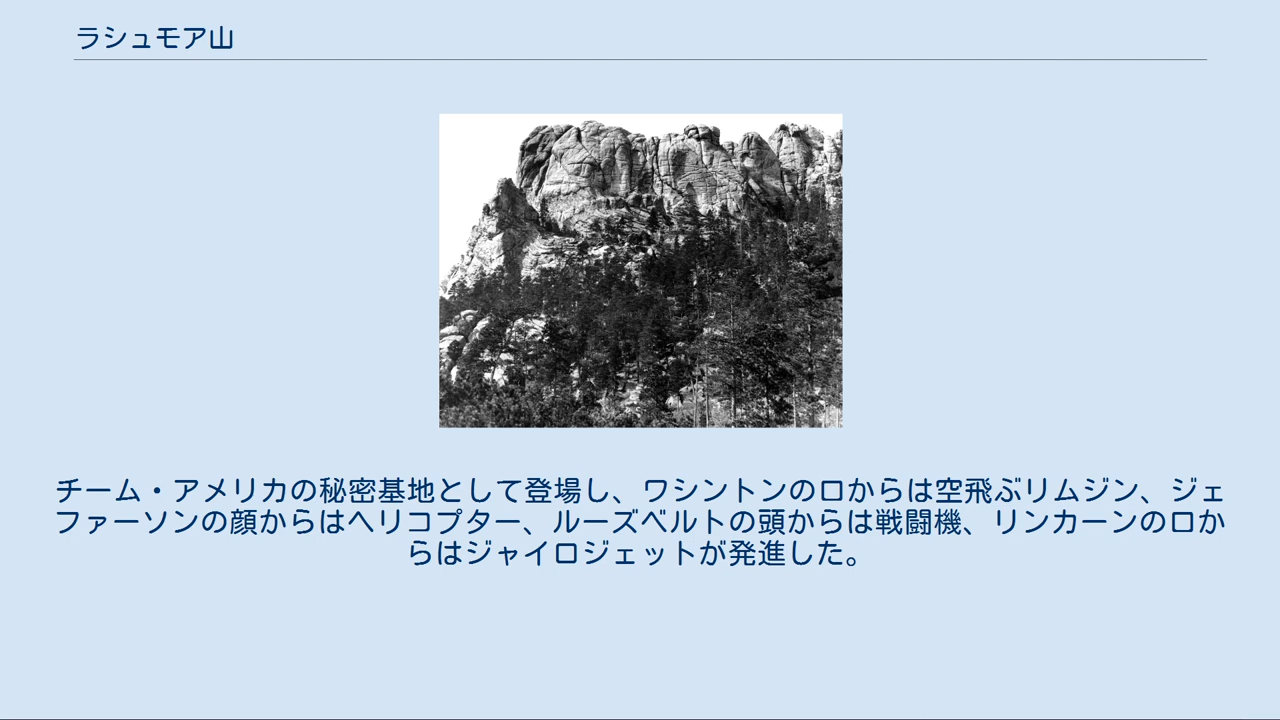 ラシュモア山
チーム・アメリカの秘密基地として登場し、ワシントンの口からは空飛ぶリムジン、ジェ
ファーソンの顔からはヘリコプター、ルーズベルトの頭からは戦闘機、リンカーンの口か
らはジャイロジェットが発進した。